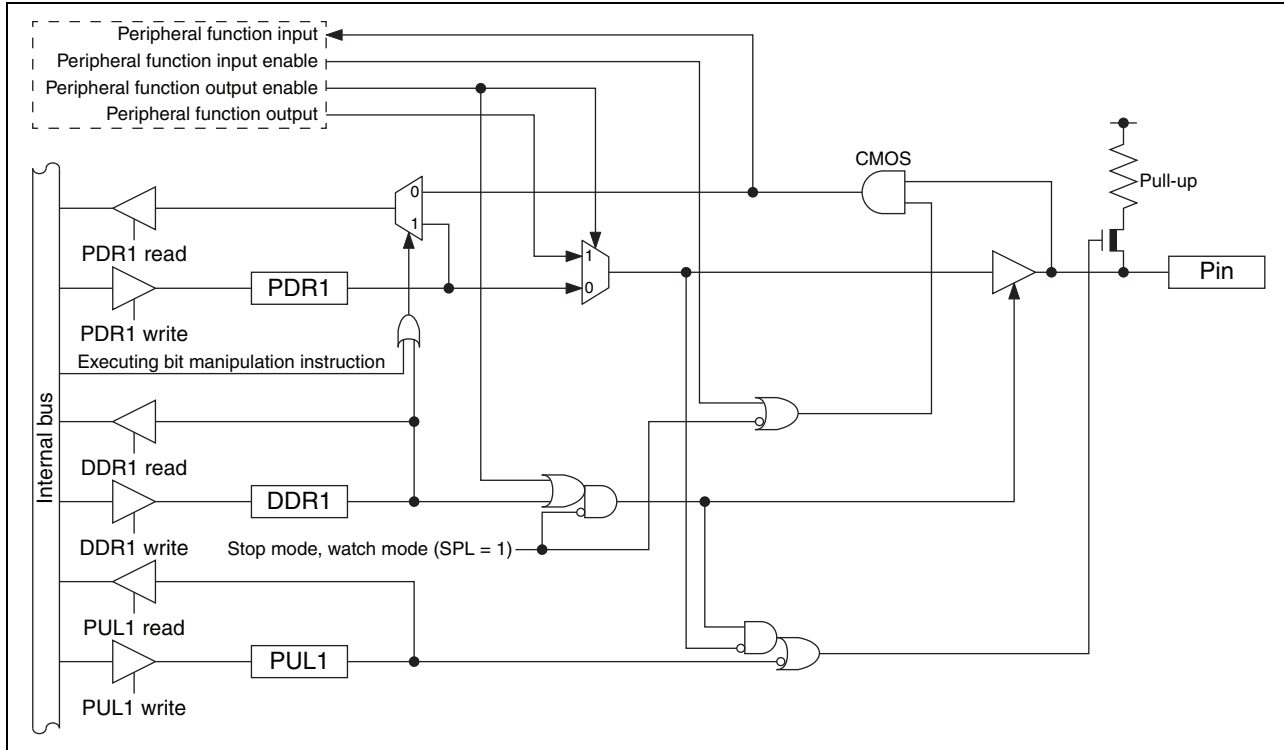 Peripheral function input
Peripheral function input enable
Peripheral function output enable
Peripheral function output
CMOS
Pull-up
0
1
PDR1 read
1
0
Pin
PDR1
PDR1 write
Executing bit manipulation instruction
Internal bus
DDR1 read
DDR1
DDR1 write
Stop mode, watch mode (SPL = 1)
PUL1 read
PUL1
PUL1 write